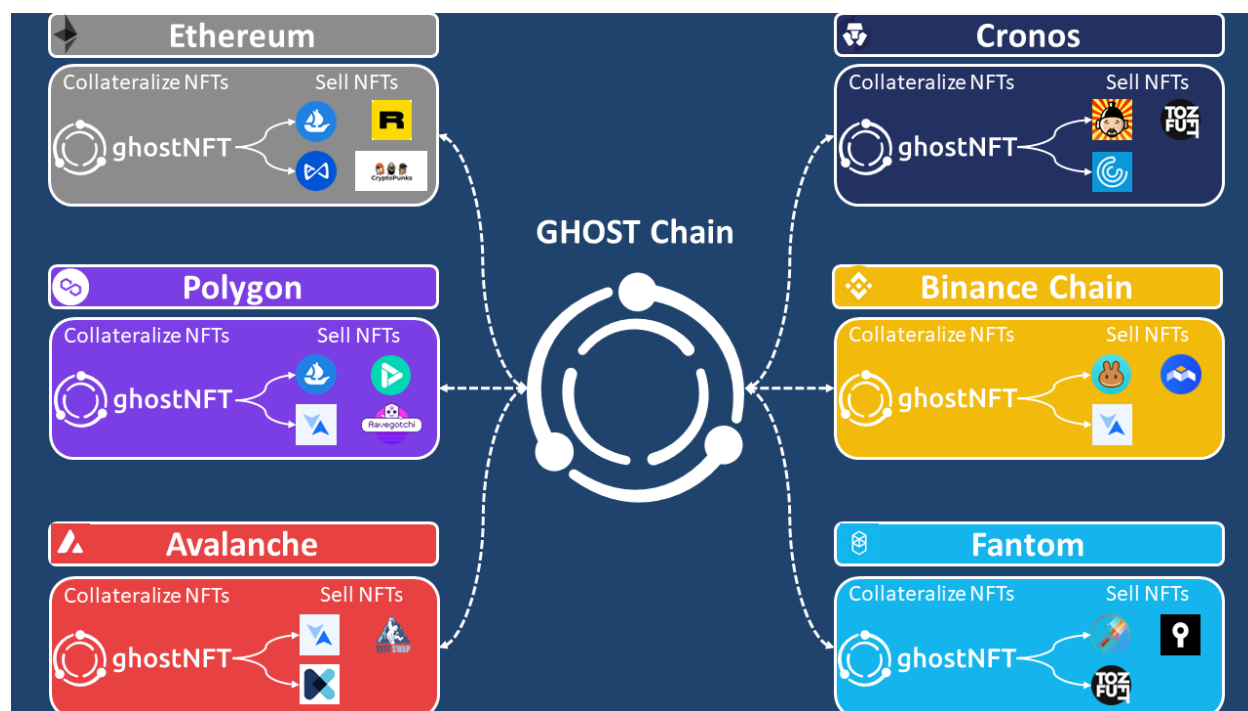 Ethereum
Collateralize NFTs
Sell NFTs
ghostNFT
R
CryptoPunks
Polygon
Collateralize NFTs
Sell NFTs
ghostNFT
Ravegotchi
Avalanche
Collateralize NFTs
Sell NFTs
ghostNFT
YETI SWAP
GHOST Chain
Cronos
Collateralize NFTs
Sell NFTs
ghostNFT
TOZ
FU
Binance Chain
Collateralize NFTs
Sell NFTs
ghostNFT
Fantom
Collateralize NFTs
Sell NFTs
ghostNFT
TOZ
FU